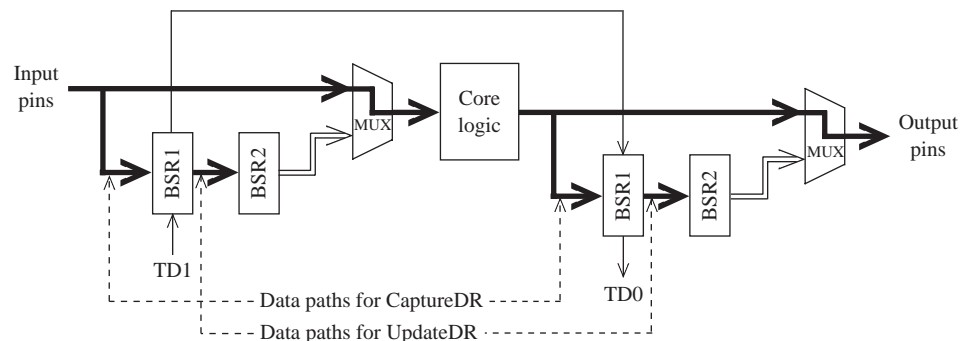 Input
pins
MUX
Core
logic
BSR1
BSR2
TD1
MUX
Output
pins
BSR1
BSR2
TD0
Data paths for CaptureDR
Data paths for UpdateDR